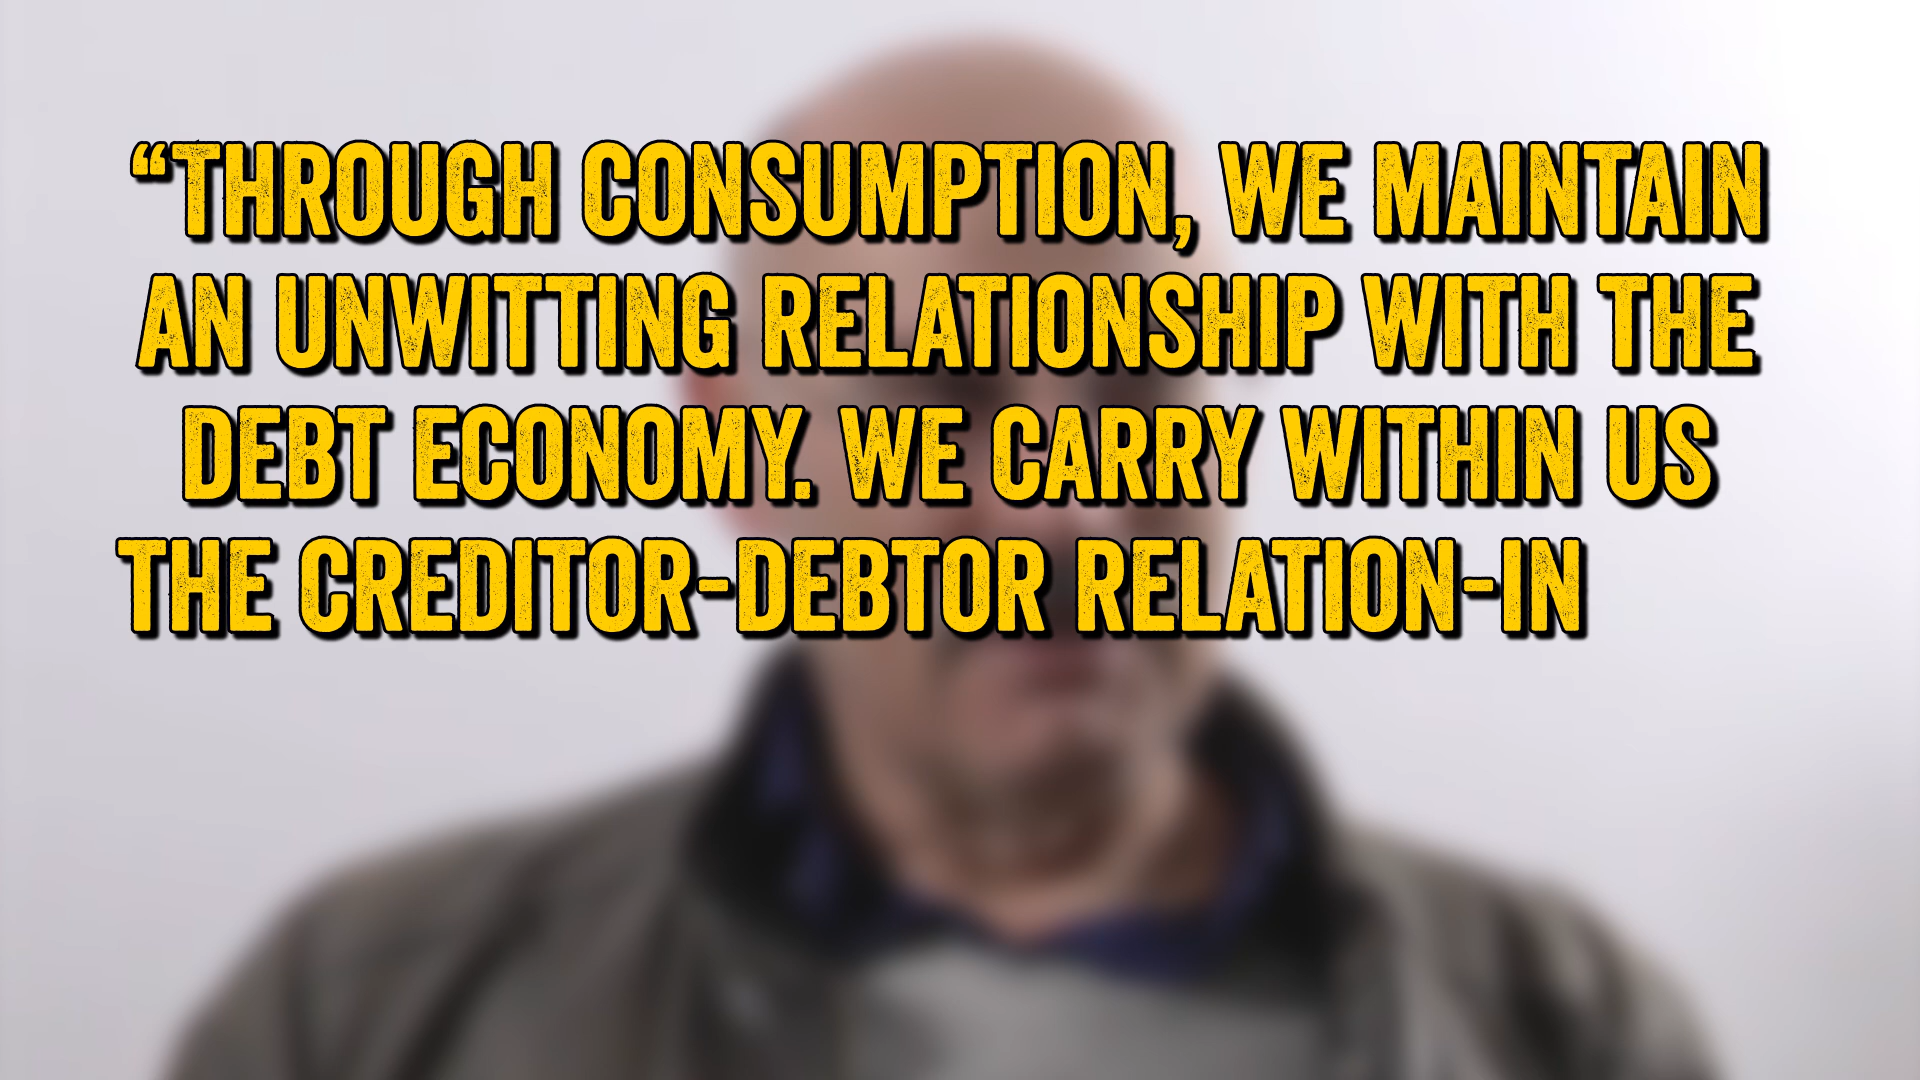 “THROUGH CONSUMPTION, WE MAINTAIN
AN UNWITTING RELATIONSHIP WITH THE
DEBT ECONOMY. WE CARRY WITHIN US
THE CREDITOR-DEBTOR RELATION-IN